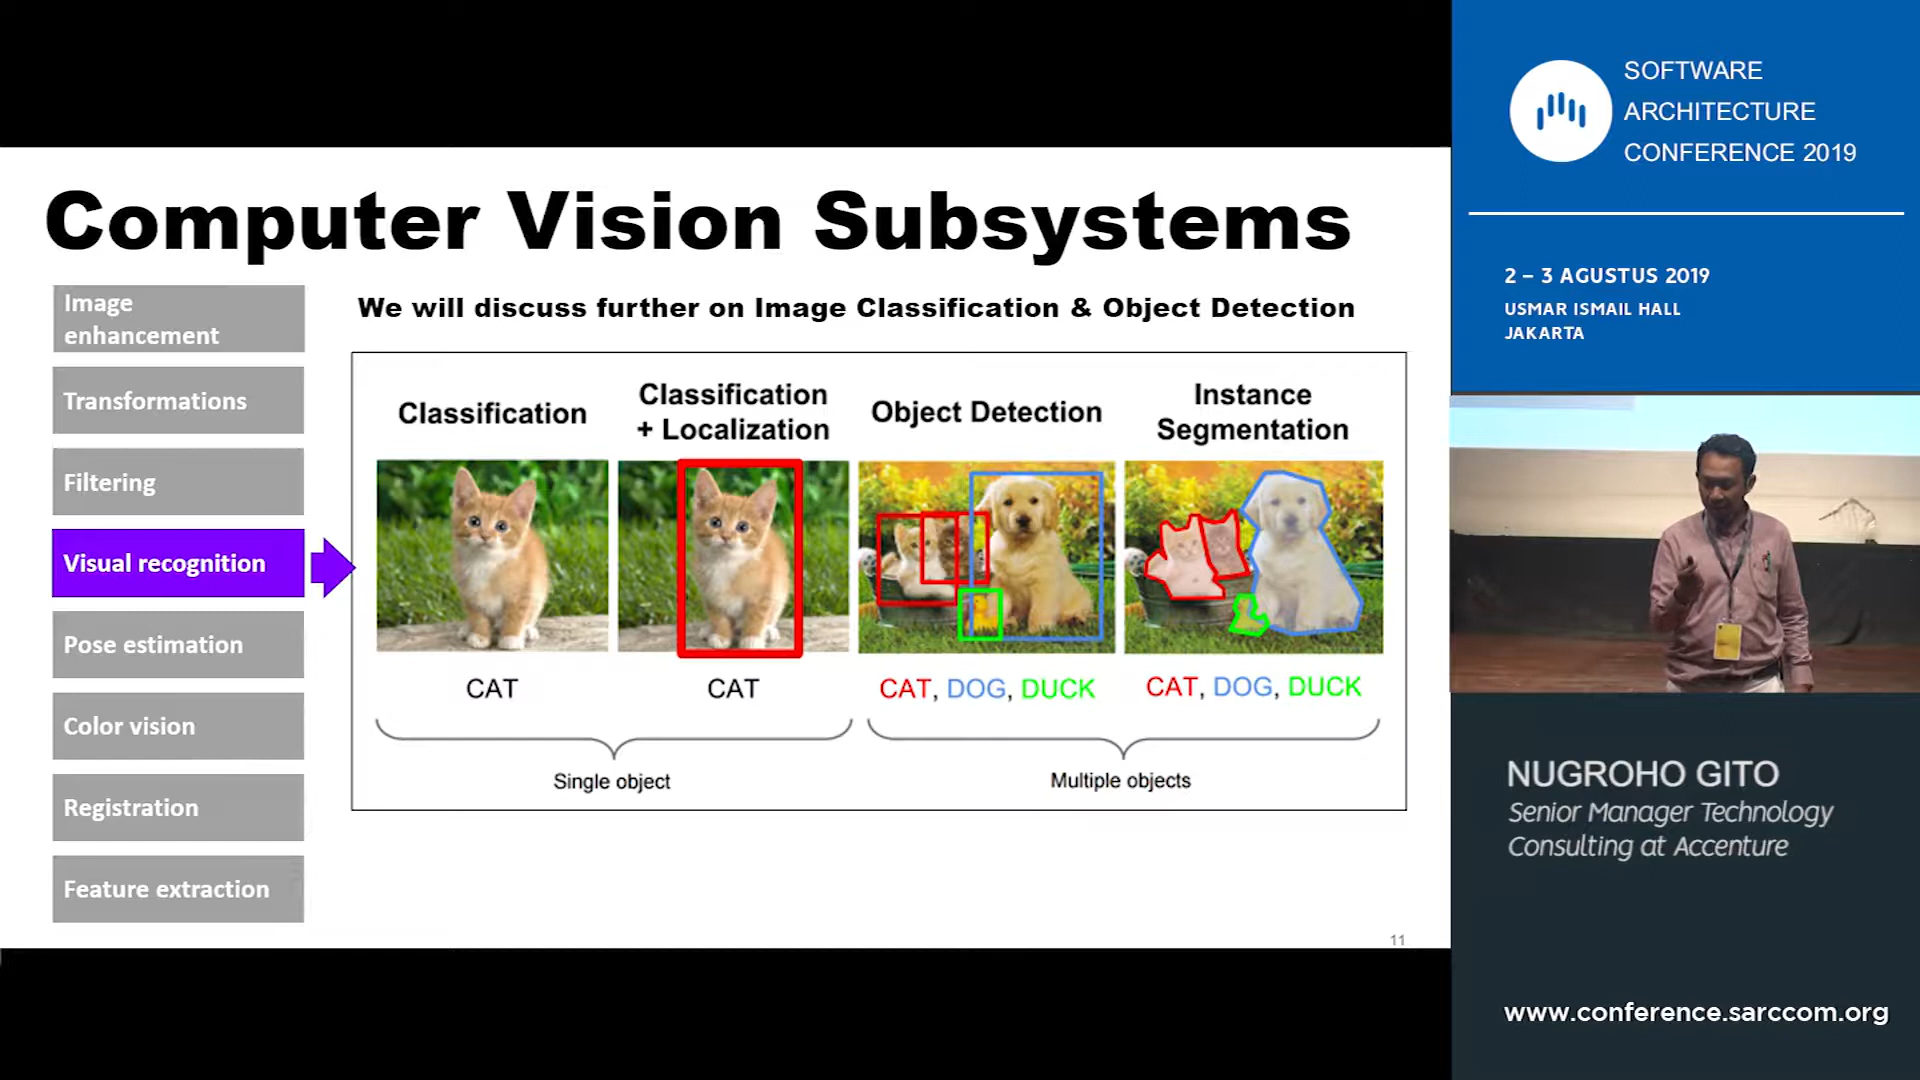 Computer Vision Subsystems
We will discuss further on Image Classification & Object Detection
Image
enhancement
Transformations
Filtering
Visual recognition
Pose estimation
Color vision
Registration
Feature extraction
Classification
Classification
+ Localization
Object Detection
Instance
Segmentation
CAT
CAT
CAT, DOG, DUCK
CAT, DOG, DUCK
Single object
Multiple objects
11
SOFTWARE
ARCHITECTURE
CONFERENCE 2019
2 – 3 AGUSTUS 2019
USMAR ISMAIL HALL
JAKARTA
NUGROHO GITO
Senior Manager Technology
Consulting at Accenture
www.conference.sarccom.org